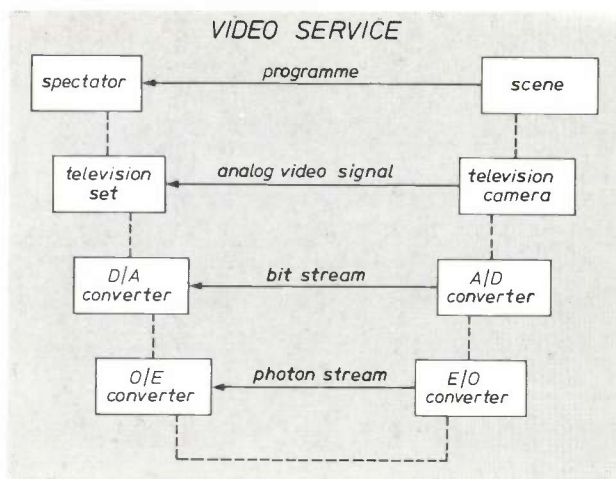 VIDEO SERVICE
spectator
programme
scene
television
set
analog video signal
television
camera
D/A
converter
bit stream
A/D
converter
O/E
converter
photon stream
E/O
converter